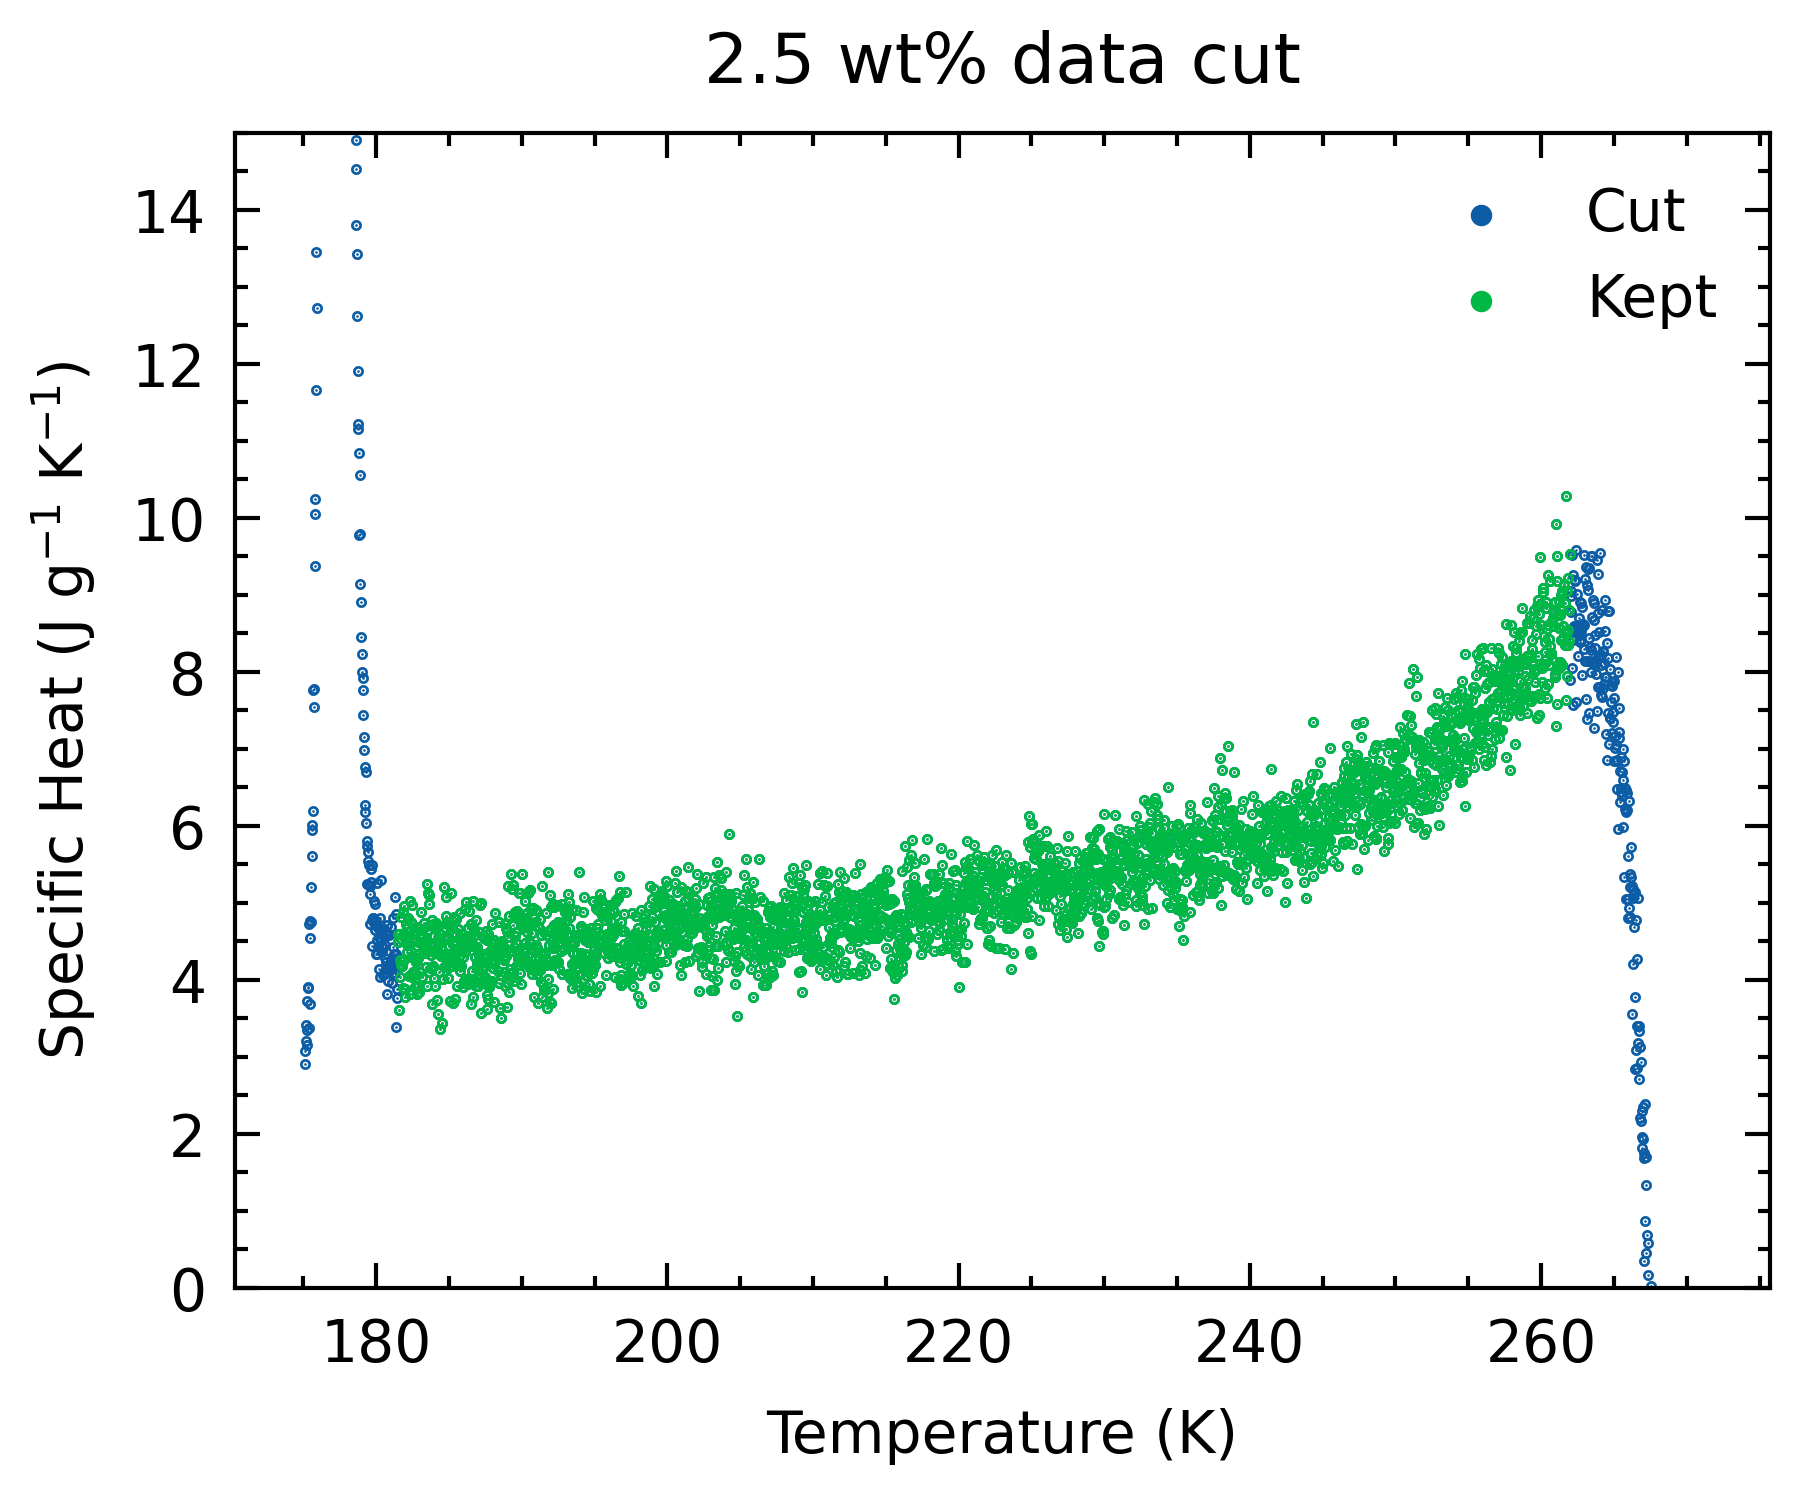 2.5 wt% data cut
Cut
Kept
Specific Heat (J g⁻¹ K⁻¹)
14
12
10
8
6
4
2
0
180 200 220 240 260
Temperature (K)